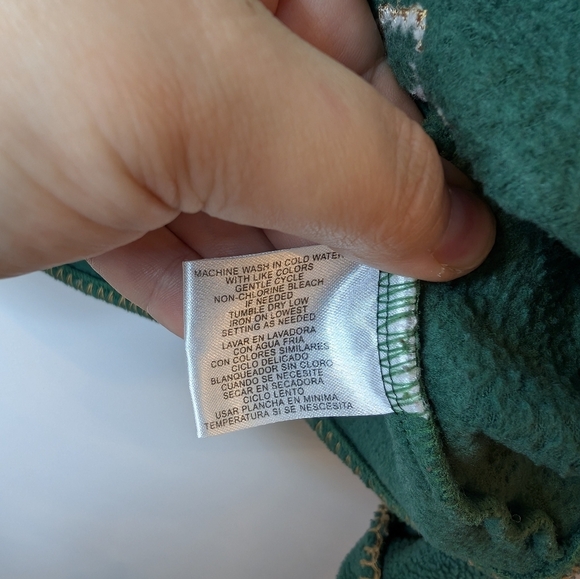 MACHINE WASH IN COLD WATER
WITH LIKE COLORS
GENTLE CYCLE
NON-CHLORINE BLEACH
IF NEEDED
TUMBLE DRY LOW
IRON ON LOWEST
SETTING AS NEEDED
LAVAR EN LAVADORA
CON AGUA FRIA
CON COLORES SIMILARES
CICLO DELICADO
BLANQUEADOR SIN CLORO
CUANDO SE NECESITE
SECAR EN SECADORA
CICLO LENTO
USAR PLANCHA EN MINIMA
TEMPERATURA SI SE NESCESITA